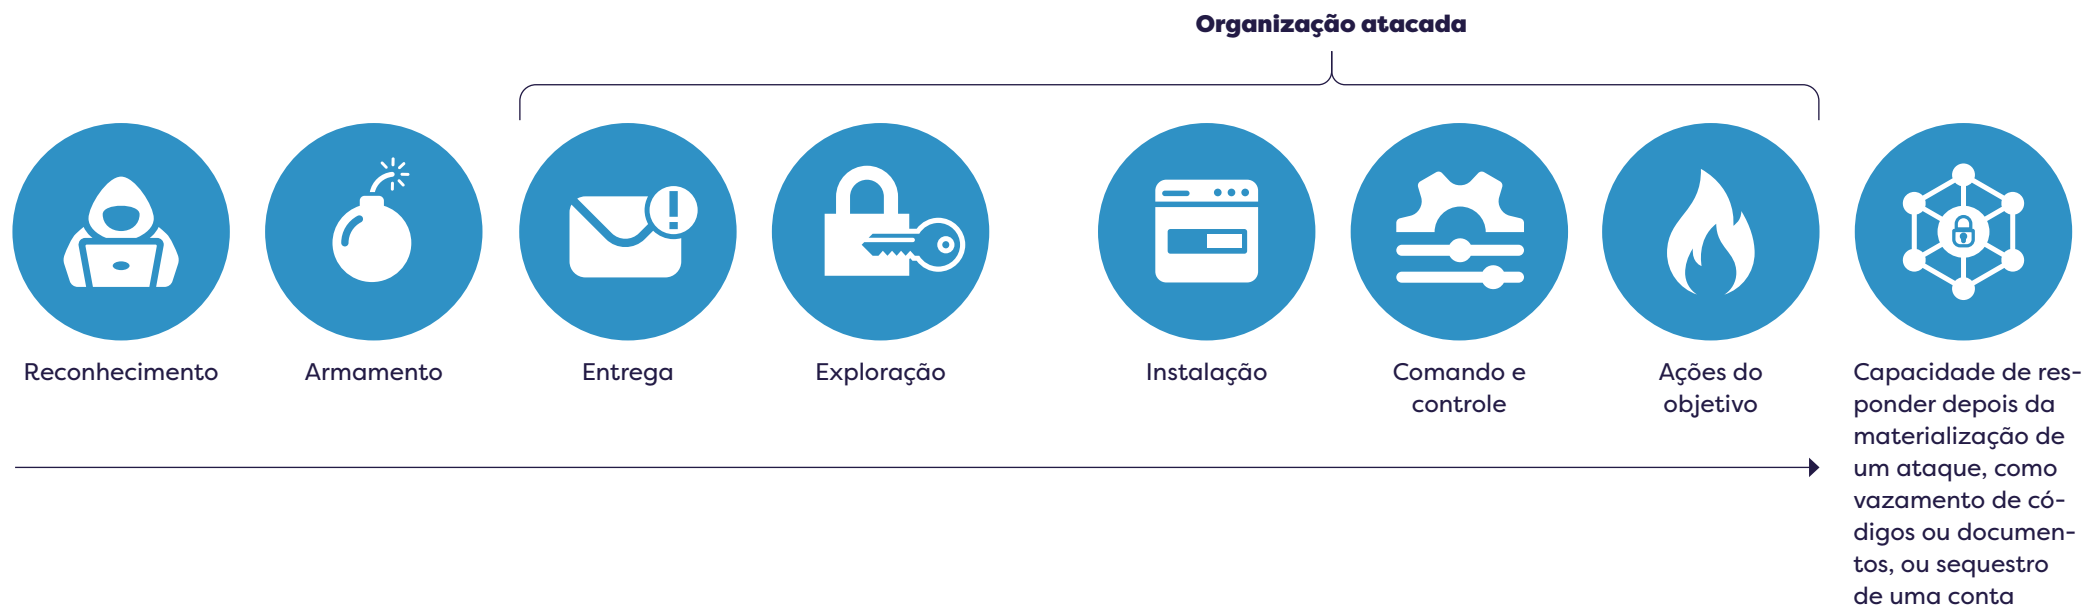 Organização atacada
Reconhecimento
Armamento
Entrega
Exploração
Instalação
Comando e
controle
Ações do
objetivo
Capacidade de res-
ponder depois da
materialização de
um ataque, como
vazamento de có-
digos ou documen-
tos, ou sequestro
de uma conta